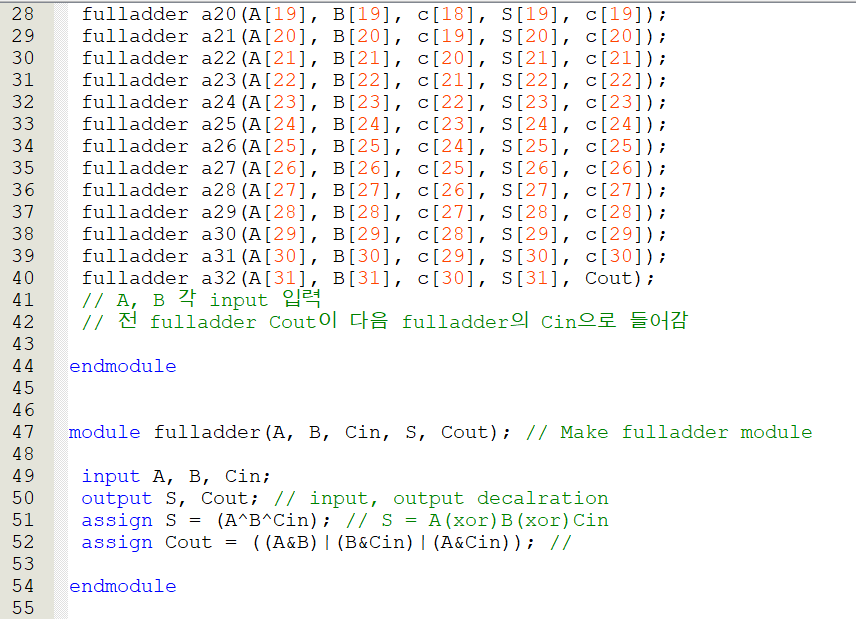 28 fulladder a20(A[19], B[19], c[18], S[19], c[19]);
29 fulladder a21(A[20], B[20], c[19], S[20], c[20]);
30 fulladder a22(A[21], B[21], c[20], S[21], c[21]);
31 fulladder a23(A[22], B[22], c[21], S[22], c[22]);
32 fulladder a24(A[23], B[23], c[22], S[23], c[23]);
33 fulladder a25(A[24], B[24], c[23], S[24], c[24]);
34 fulladder a26(A[25], B[25], c[24], S[25], c[25]);
35 fulladder a27(A[26], B[26], c[25], S[26], c[26]);
36 fulladder a28(A[27], B[27], c[26], S[27], c[27]);
37 fulladder a29(A[28], B[28], c[27], S[28], c[28]);
38 fulladder a30(A[29], B[29], c[28], S[29], c[29]);
39 fulladder a31(A[30], B[30], c[29], S[30], c[30]);
40 fulladder a32(A[31], B[31], c[30], S[31], Cout);
41 // A, B 각 input 입력
42 // 전 fulladder Cout이 다음 fulladder의 Cin으로 들어감
43
44 endmodule
45
46
47 module fulladder(A, B, Cin, S, Cout); // Make fulladder module
48
49 input A, B, Cin;
50 output S, Cout; // input, output decalration
51 assign S = (A^B^Cin); // S = A(xor)B(xor)Cin
52 assign Cout = ((A&B)|(B&Cin)|(A&Cin)); //
53
54 endmodule
55